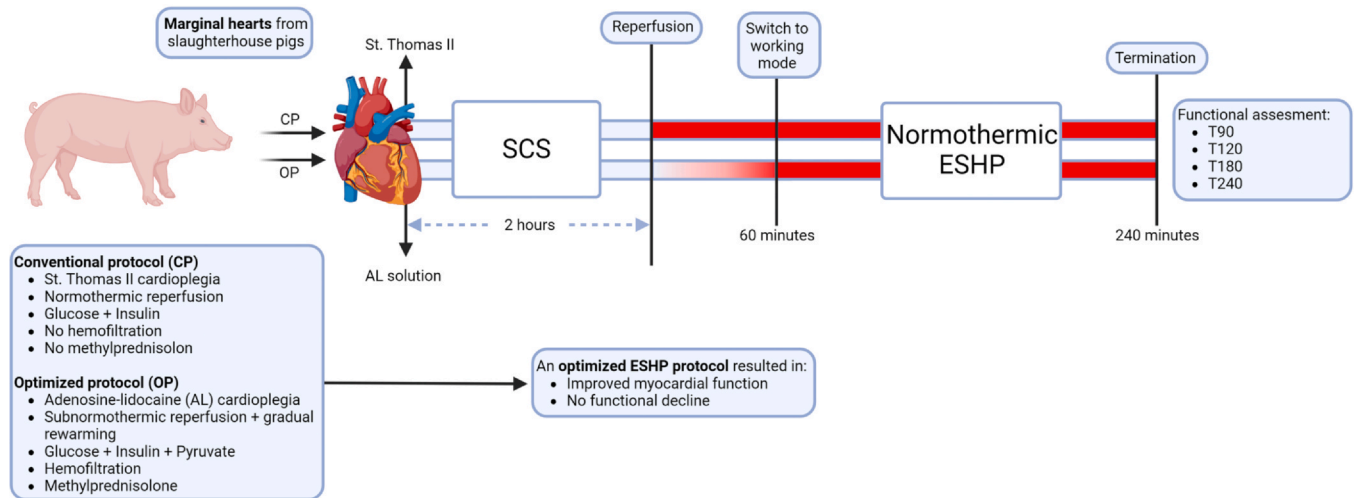 Marginal hearts from
slaughterhouse pigs
St. Thomas II
Reperfusion
Switch to
working
mode
Termination
CP
OP
SCS
Normothermic
ESHP
Functional assesment:
• T90
• T120
• T180
• T240
2 hours
60 minutes
240 minutes
AL solution
Conventional protocol (CP)
• St. Thomas II cardioplegia
• Normothermic reperfusion
• Glucose + Insulin
• No hemofiltration
• No methylprednisolon
Optimized protocol (OP)
• Adenosine-lidocaine (AL) cardioplegia
• Subnormothermic reperfusion + gradual
rewarming
• Glucose + Insulin + Pyruvate
• Hemofiltration
• Methylprednisolone
An optimized ESHP protocol resulted in:
• Improved myocardial function
• No functional decline